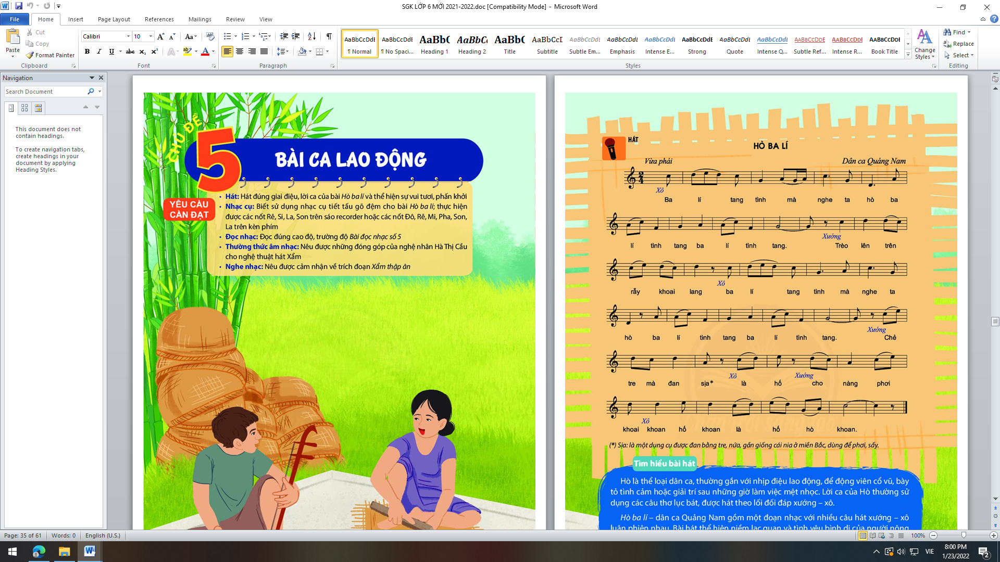 SGK LỚP 6 MỚI 2021-2022.doc [Compatibility Mode] - Microsoft Word
File Home Insert Page Layout References Mailings Review View
Paste
Cut
Copy
Format Painter
Clipboard
Calibri 10
Font
Paragraph
AaBbCcDdE AaBbCcDdE AaBbC AaBbCc AaBbC AaBbCcI AaBbCcDdE AaBbCcDdE AaBbCcDdE AaBbCcDdE AaBbCcDdE AaBbCcDdE AaBbCcDdE AaBbCcDdE AaBbCcDdE
¶ Normal ¶ No Spaci... Heading 1 Heading 2 Title Subtitle Subtle Em... Emphasis Intense E... Strong Quote Intense Q... Subtle Ref... Intense R... Book Title
Styles
Change Styles
Find
Replace
Select
Editing
Navigation
Search Document
This document does not
contain headings.
To create navigation tabs,
create headings in your
document by applying
Heading Styles.
CHỦ ĐỀ
5
BÀI CA LAO ĐỘNG
YÊU CẦU
CẦN ĐẠT
• Hát: Hát đúng giai điệu, lời ca của bài Hò ba lí và thể hiện sự vui tươi, phấn khởi
• Nhạc cụ: Biết sử dụng nhạc cụ tiết tấu gõ đệm cho bài Hò ba lí; thực hiện
được các nốt Rê, Si, La, Son trên sáo recorder hoặc các nốt Đô, Rê, Mi, Pha, Son,
La trên kèn phím
• Đọc nhạc: Đọc đúng cao độ, trường độ Bài đọc nhạc số 5
• Thường thức âm nhạc: Nêu được những đóng góp của nghệ nhân Hà Thị Cầu
cho nghệ thuật hát Xẩm
• Nghe nhạc: Nêu được cảm nhận về trích đoạn Xẩm thập ân
HÁT
HÒ BA LÍ
Vừa phải Dân ca Quảng Nam
2
4
Xô
Ba lí tang tình mà nghe ta hò ba
Xướng
lí tình tang ba lí tình tang. Trèo lên trên
Xô
rẫy khoai lang ba lí tang tình mà nghe ta
Xướng
hò ba lí tình tang ba lí tình tang. Chẻ
Xô Xướng
tre mà đan sịa* là hố cho nàng phơi
Xô
khoai khoan hố khoan là hố hò khoan.
(*) Sịa: là một dụng cụ được đan bằng tre, nứa, gần giống cái nia ở miền Bắc, dùng để phơi, sấy.
Tìm hiểu bài hát
Hò là thể loại dân ca, thường gắn với nhịp điệu lao động, để động viên cổ vũ, bày
tỏ tình cảm hoặc giải trí sau những giờ làm việc mệt nhọc. Lời ca của Hò thường sử
dụng các câu thơ lục bát, được hát theo lối đối đáp xướng – xô.
Hò ba lí – dân ca Quảng Nam gồm một đoạn nhạc với nhiều câu hát xướng – xô
luân phiên nhau. Bài hát thể hiện niềm lạc quan và tình yêu bình dị của người nông
Page: 35 of 61 Words: 0 English (U.S.) 100%
VIE
8:00 PM
1/23/2022
2